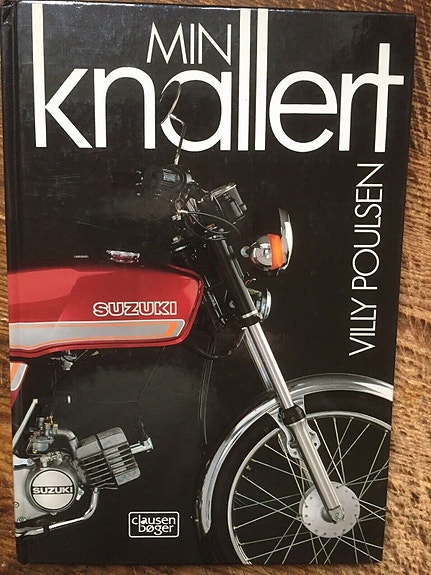 MIN
knallert
VILLY POULSEN
SUZUKI
SUZUKI
clausen
bøger